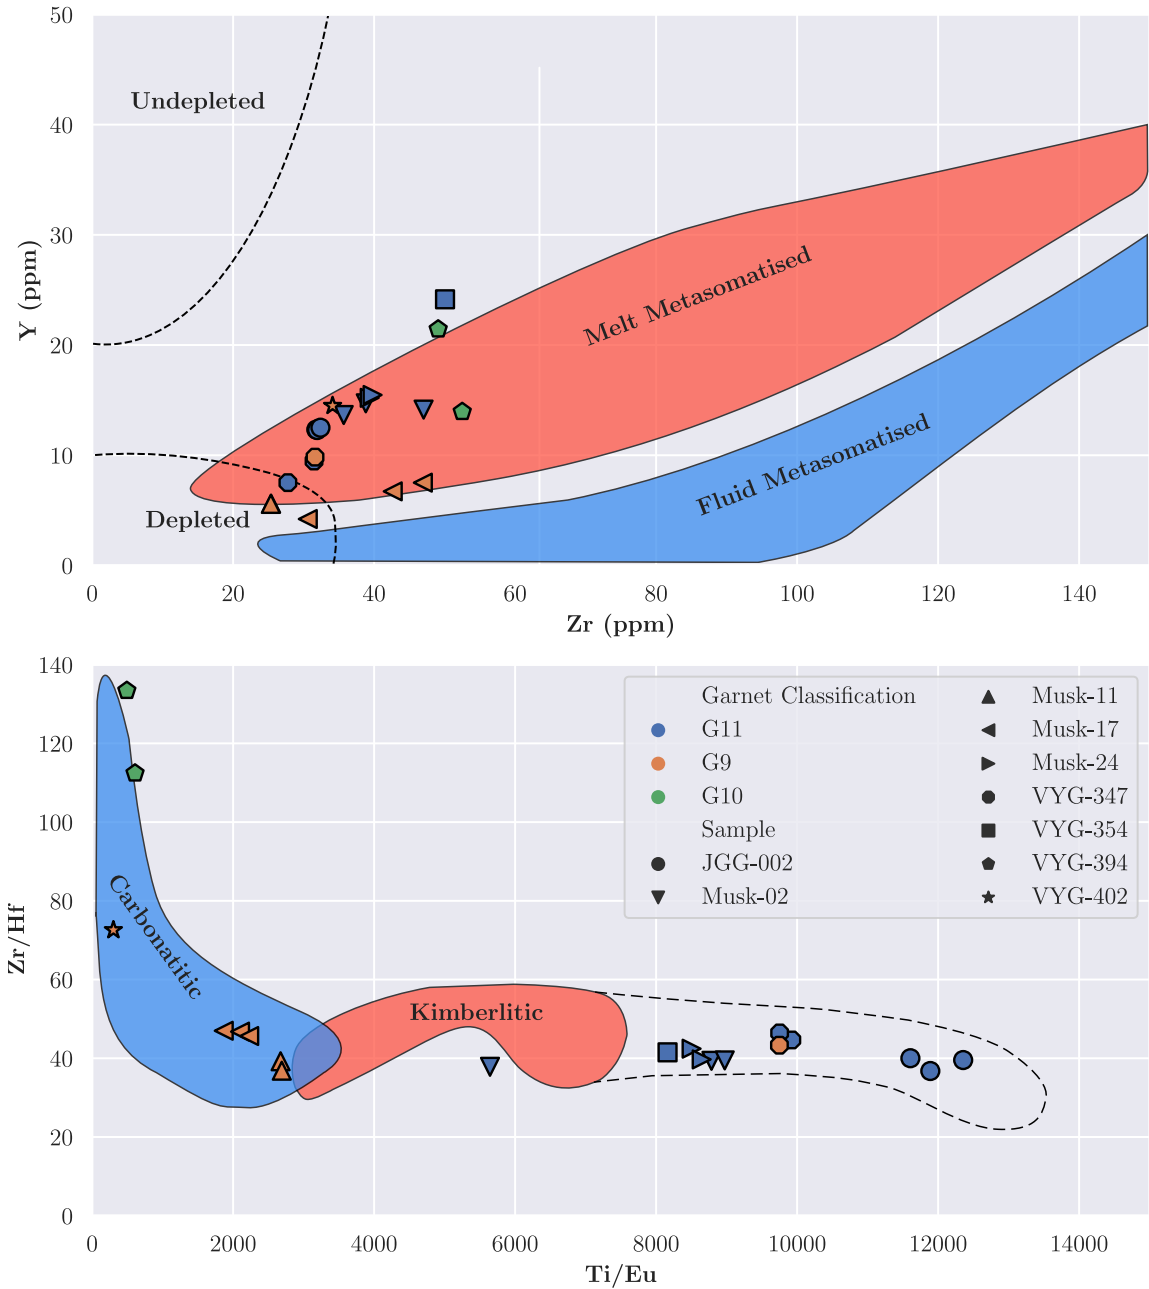 50
40
30
20
10
0
Y (ppm)
Undepleted
Melt Metasomatised
Fluid Metasomatised
Depleted
0 20 40 60 80 100 120 140
Zr (ppm)
140
120
100
80
60
40
20
0
Zr/Hf
Garnet Classification
G11
G9
G10
Sample
JGG-002
Musk-02
Musk-11
Musk-17
Musk-24
VYG-347
VYG-354
VYG-394
VYG-402
Carbonatitic
Kimberlitic
0 2000 4000 6000 8000 10000 12000 14000
Ti/Eu